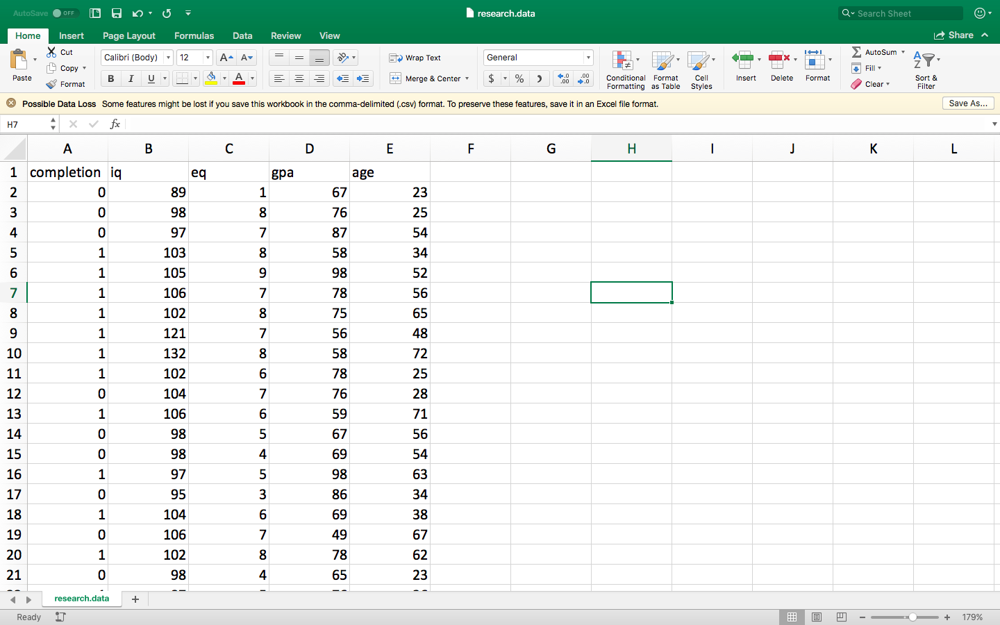 AutoSave OFF research.data Search Sheet
Home Insert Page Layout Formulas Data Review View Share
Paste Cut Copy Format
Calibri (Body) 12 A A
B I U A
Wrap Text
Merge & Center
General
$ % )
Conditional Formatting Format as Table Cell Styles Insert Delete Format
AutoSum Fill Clear Sort & Filter
Possible Data Loss Some features might be lost if you save this workbook in the comma-delimited (.csv) format. To preserve these features, save it in an Excel file format. Save As...
H7 fx
A B C D E F G H I J K L
1 completion iq eq gpa age
2 0 89 1 67 23
3 0 98 8 76 25
4 0 97 7 87 54
5 1 103 8 58 34
6 1 105 9 98 52
7 1 106 7 78 56
8 1 102 8 75 65
9 1 121 7 56 48
10 1 132 8 58 72
11 1 102 6 78 25
12 0 104 7 76 28
13 1 106 6 59 71
14 0 98 5 67 56
15 0 98 4 69 54
16 1 97 5 98 63
17 0 95 3 86 34
18 1 104 6 69 38
19 0 106 7 49 67
20 1 102 8 78 62
21 0 98 4 65 23
research.data +
Ready 179%